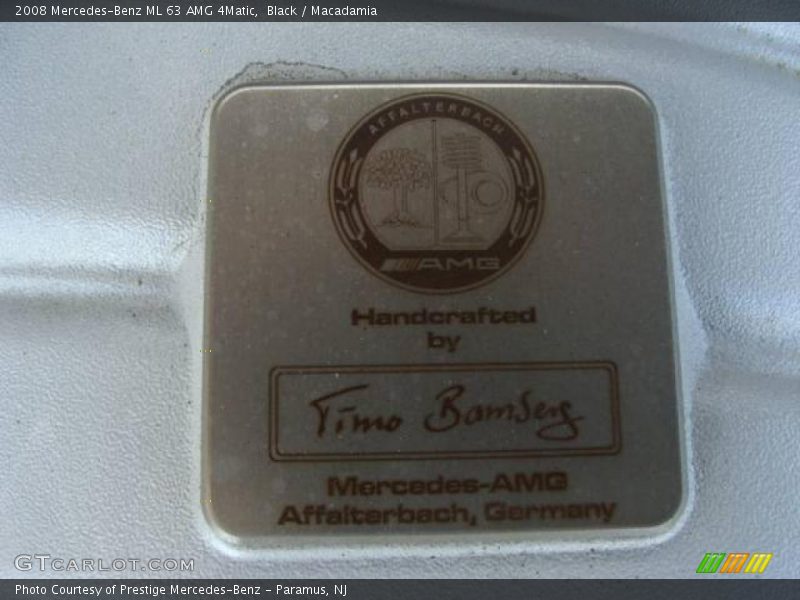 2008 Mercedes-Benz ML 63 AMG 4Matic, Black / Macadamia
AFFALTERBACH
AMG
Handcrafted
by
Timo Bamberg
Mercedes-AMG
Affalterbach, Germany
GTCARLOT.COM
Photo Courtesy of Prestige Mercedes-Benz - Paramus, NJ